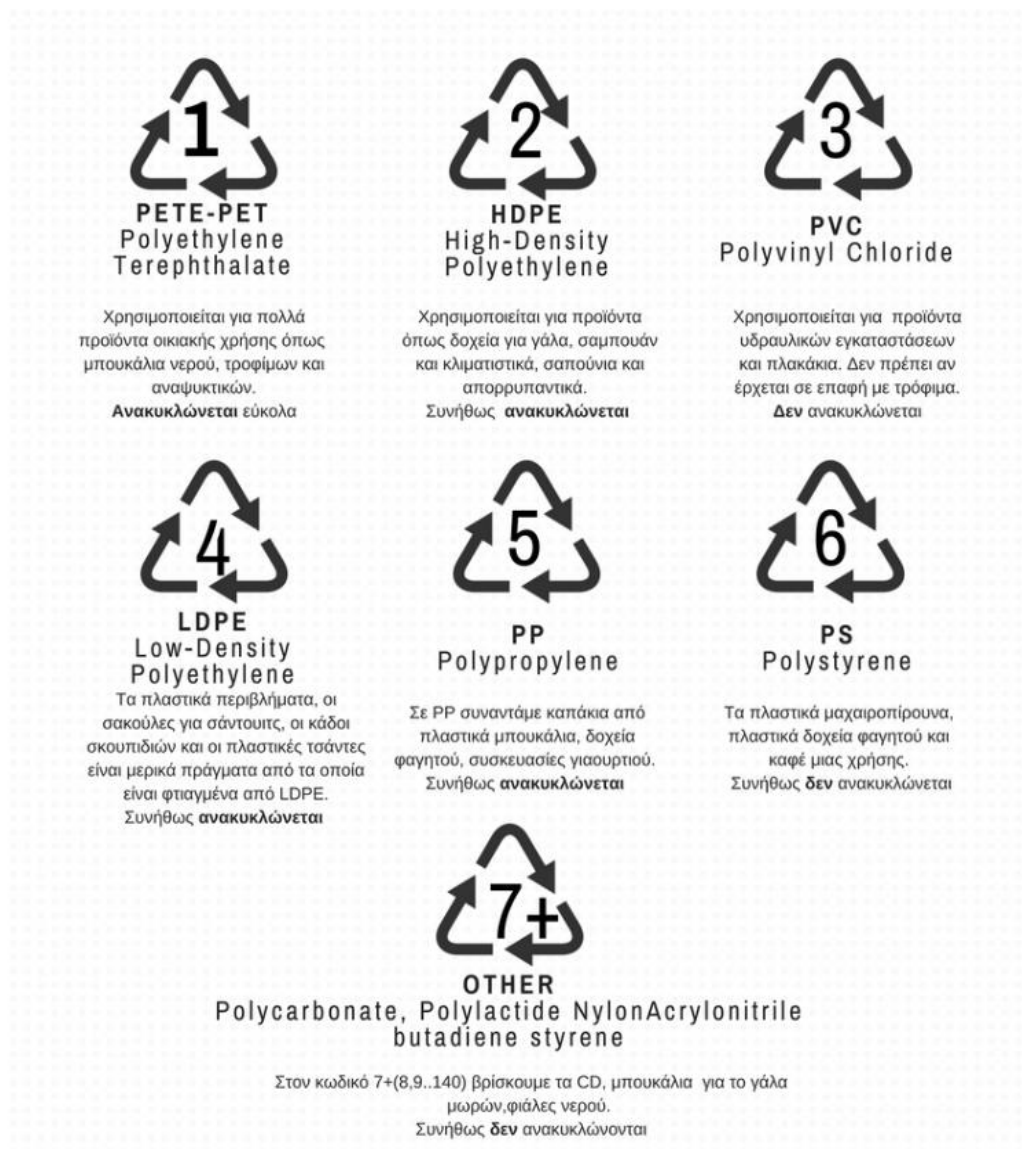 1
PETE-PET
Polyethylene
Terephthalate
Χρησιμοποιείται για πολλά
προϊόντα οικιακής χρήσης όπως
μπουκάλια νερού, τροφίμων και
αναψυκτικών.
Ανακυκλώνεται εύκολα
2
HDPE
High-Density
Polyethylene
Χρησιμοποιείται για προϊόντα
όπως δοχεία για γάλα, σαμπουάν
και κλιματιστικά, σαπούνια και
απορρυπαντικά.
Συνήθως ανακυκλώνεται
3
PVC
Polyvinyl Chloride
Χρησιμοποιείται για προϊόντα
υδραυλικών εγκαταστάσεων
και πλακάκια. Δεν πρέπει αν
έρχεται σε επαφή με τρόφιμα.
Δεν ανακυκλώνεται
4
LDPE
Low-Density
Polyethylene
Τα πλαστικά περιβλήματα, οι
σακούλες για σάντουιτς, οι κάδοι
σκουπιδιών και οι πλαστικές τσάντες
είναι μερικά πράγματα από τα οποία
είναι φτιαγμένα από LDPE.
Συνήθως ανακυκλώνεται
5
PP
Polypropylene
Σε PP συναντάμε καπάκια από
πλαστικά μπουκάλια, δοχεία
φαγητού, συσκευασίες γιαουρτιού.
Συνήθως ανακυκλώνεται
6
PS
Polystyrene
Τα πλαστικά μαχαιροπίρουνα,
πλαστικά δοχεία φαγητού και
καφέ μιας χρήσης.
Συνήθως δεν ανακυκλώνεται
7+
OTHER
Polycarbonate, Polylactide NylonAcrylonitrile
butadiene styrene
Στον κωδικό 7+(8,9..140) βρίσκουμε τα CD, μπουκάλια για το γάλα
μωρών,φιάλες νερού.
Συνήθως δεν ανακυκλώνονται